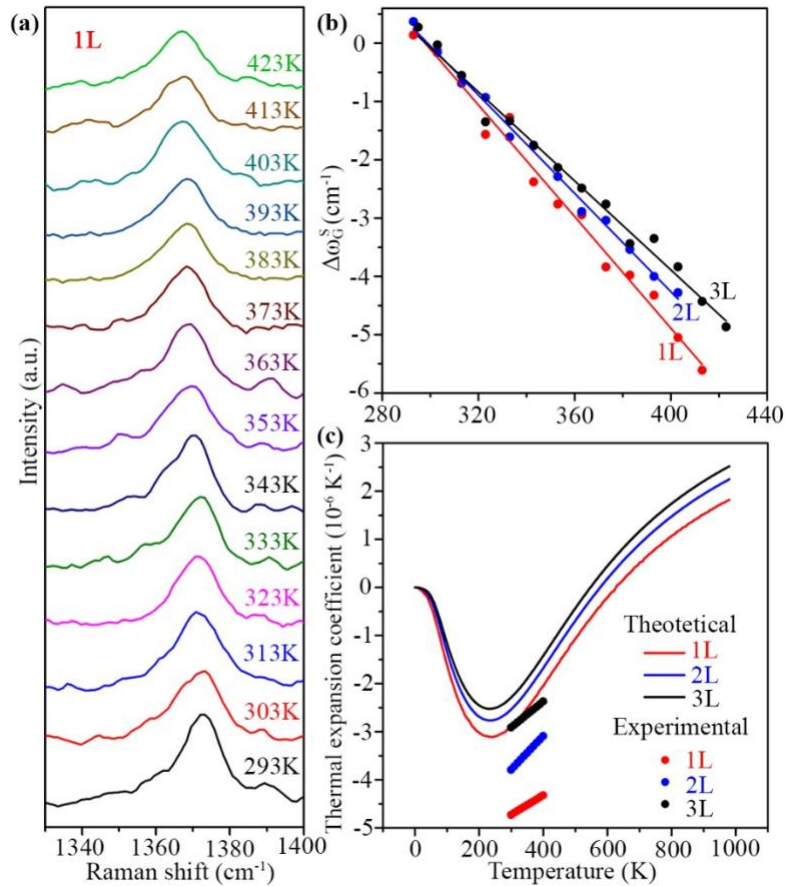 (a)
1L
423K
413K
403K
393K
383K
373K
363K
353K
343K
333K
323K
313K
303K
293K
Intensity (a.u.)
1340 1360 1380 1400
Raman shift (cm-1)
(b)
0
-1
-2
-3
-4
-5
-6
ΔωGS (cm-1)
3L
2L
1L
280 320 360 400 440
(c)
3
2
1
0
-1
-2
-3
-4
-5
Thermal expansion coefficient (10-6 K-1)
Theotetical
1L
2L
3L
Experimental
1L
2L
3L
0 200 400 600 800 1000
Temperature (K)